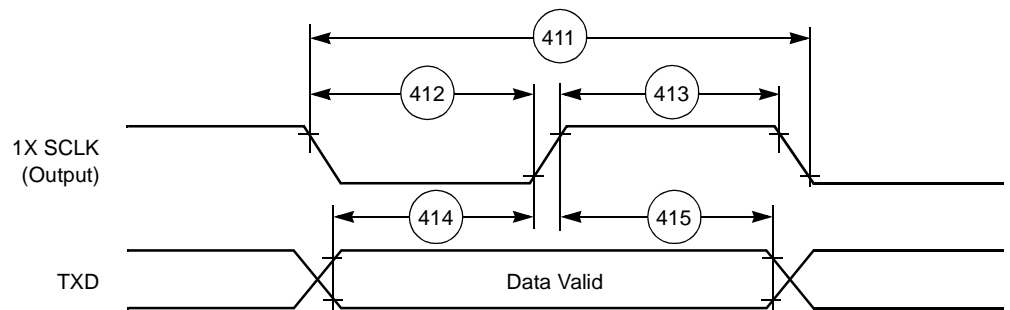 411
412
413
1X SCLK
(Output)
414
415
TXD
Data Valid